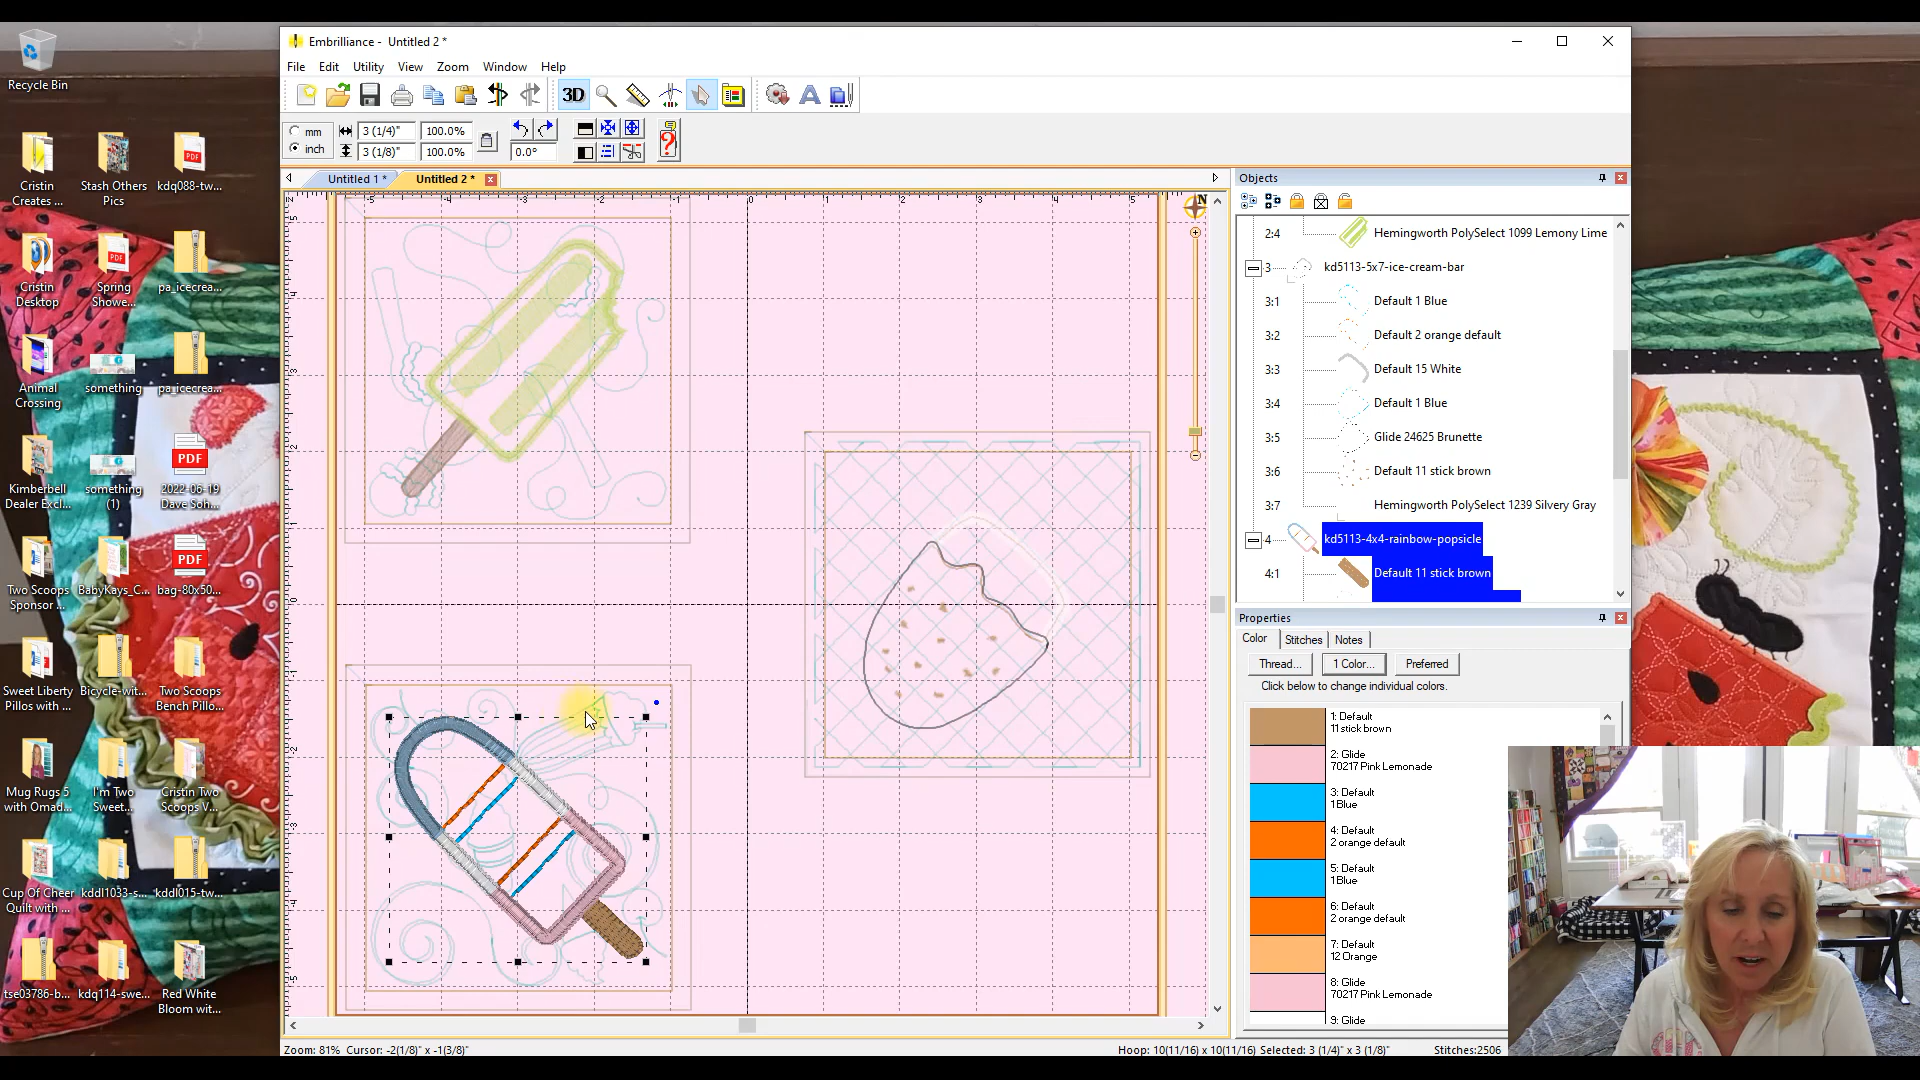 Embrilliance - Untitled 2 *
File Edit Utility View Zoom Window Help
3D
mm 3 (1/4)" 100.0%
inch 3 (1/8)" 100.0% 0.0°
Untitled 1 * Untitled 2 *
Objects
2:4 Hemingworth PolySelect 1099 Lemony Lime
3 kd5113-5x7-ice-cream-bar
3:1 Default 1 Blue
3:2 Default 2 orange default
3:3 Default 15 White
3:4 Default 1 Blue
3:5 Glide 24625 Brunette
3:6 Default 11 stick brown
3:7 Hemingworth PolySelect 1239 Silvery Gray
4 kd5113-4x4-rainbow-popsicle
4:1 Default 11 stick brown
Properties
Color Stitches Notes
Thread... 1 Color... Preferred
Click below to change individual colors.
1: Default
11 stick brown
2: Glide
70217 Pink Lemonade
3: Default
1 Blue
4: Default
2 orange default
5: Default
1 Blue
6: Default
2 orange default
7: Default
12 Orange
8: Glide
70217 Pink Lemonade
9: Glide
Zoom: 81% Cursor: -2(1/8)" x -1(3/8)"
Hoop: 10(11/16) x 10(11/16) Selected: 3 (1/4)" x 3 (1/8)" Stitches:2506
Recycle Bin
Cristin
Creates ...
Stash Others
Pics
kdq088-tw...
Cristin
Desktop
Spring
Showe...
pa_icecrea...
Animal
Crossing
something
pa_icecrea...
Kimberbell
Dealer Excl...
something
(1)
2022-06-19
Dave Soh...
Two Scoops
Sponsor ...
BabyKays_C...
bag-80x50...
Sweet Liberty
Pillos with ...
Bicycle-wit...
Two Scoops
Bench Pillo...
Mug Rugs 5
with Omad...
I'm Two
Sweet...
Cristin Two
Scoops V...
Cup Of Cheer
Quilt with ...
kddl1033-s...
kddl015-tw...
tse03786-b...
kdq114-swe...
Red White
Bloom wit...